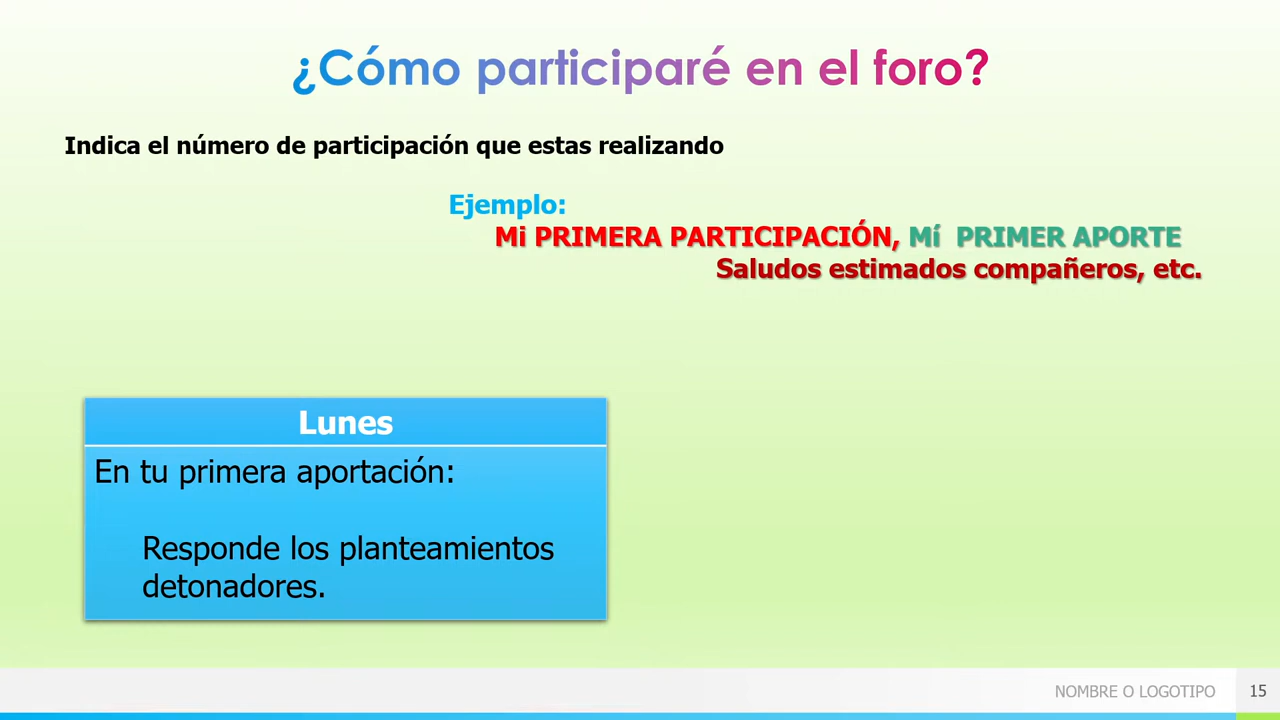 ¿Cómo participaré en el foro?
Indica el número de participación que estas realizando
Ejemplo:
Mi PRIMERA PARTICIPACIÓN, Mí  PRIMER APORTE
Saludos estimados compañeros, etc.
Lunes
En tu primera aportación:
Responde los planteamientos
detonadores.
NOMBRE O LOGOTIPO 15